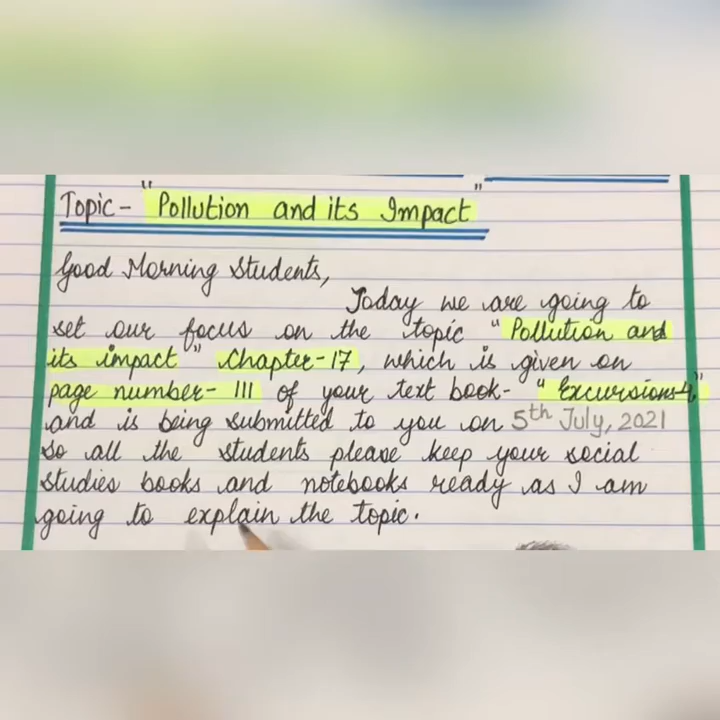 Topic- "Pollution and its Impact"
Good Morning Students,
Today we are going to
set our focus on the topic "Pollution and
its impact" Chapter-17, which is given on
page number- 111 of your text book- "Excursions-4"
and is being submitted to you on 5th July, 2021
so all the students please keep your social
studies books and notebooks ready as I am
going to explain the topic.